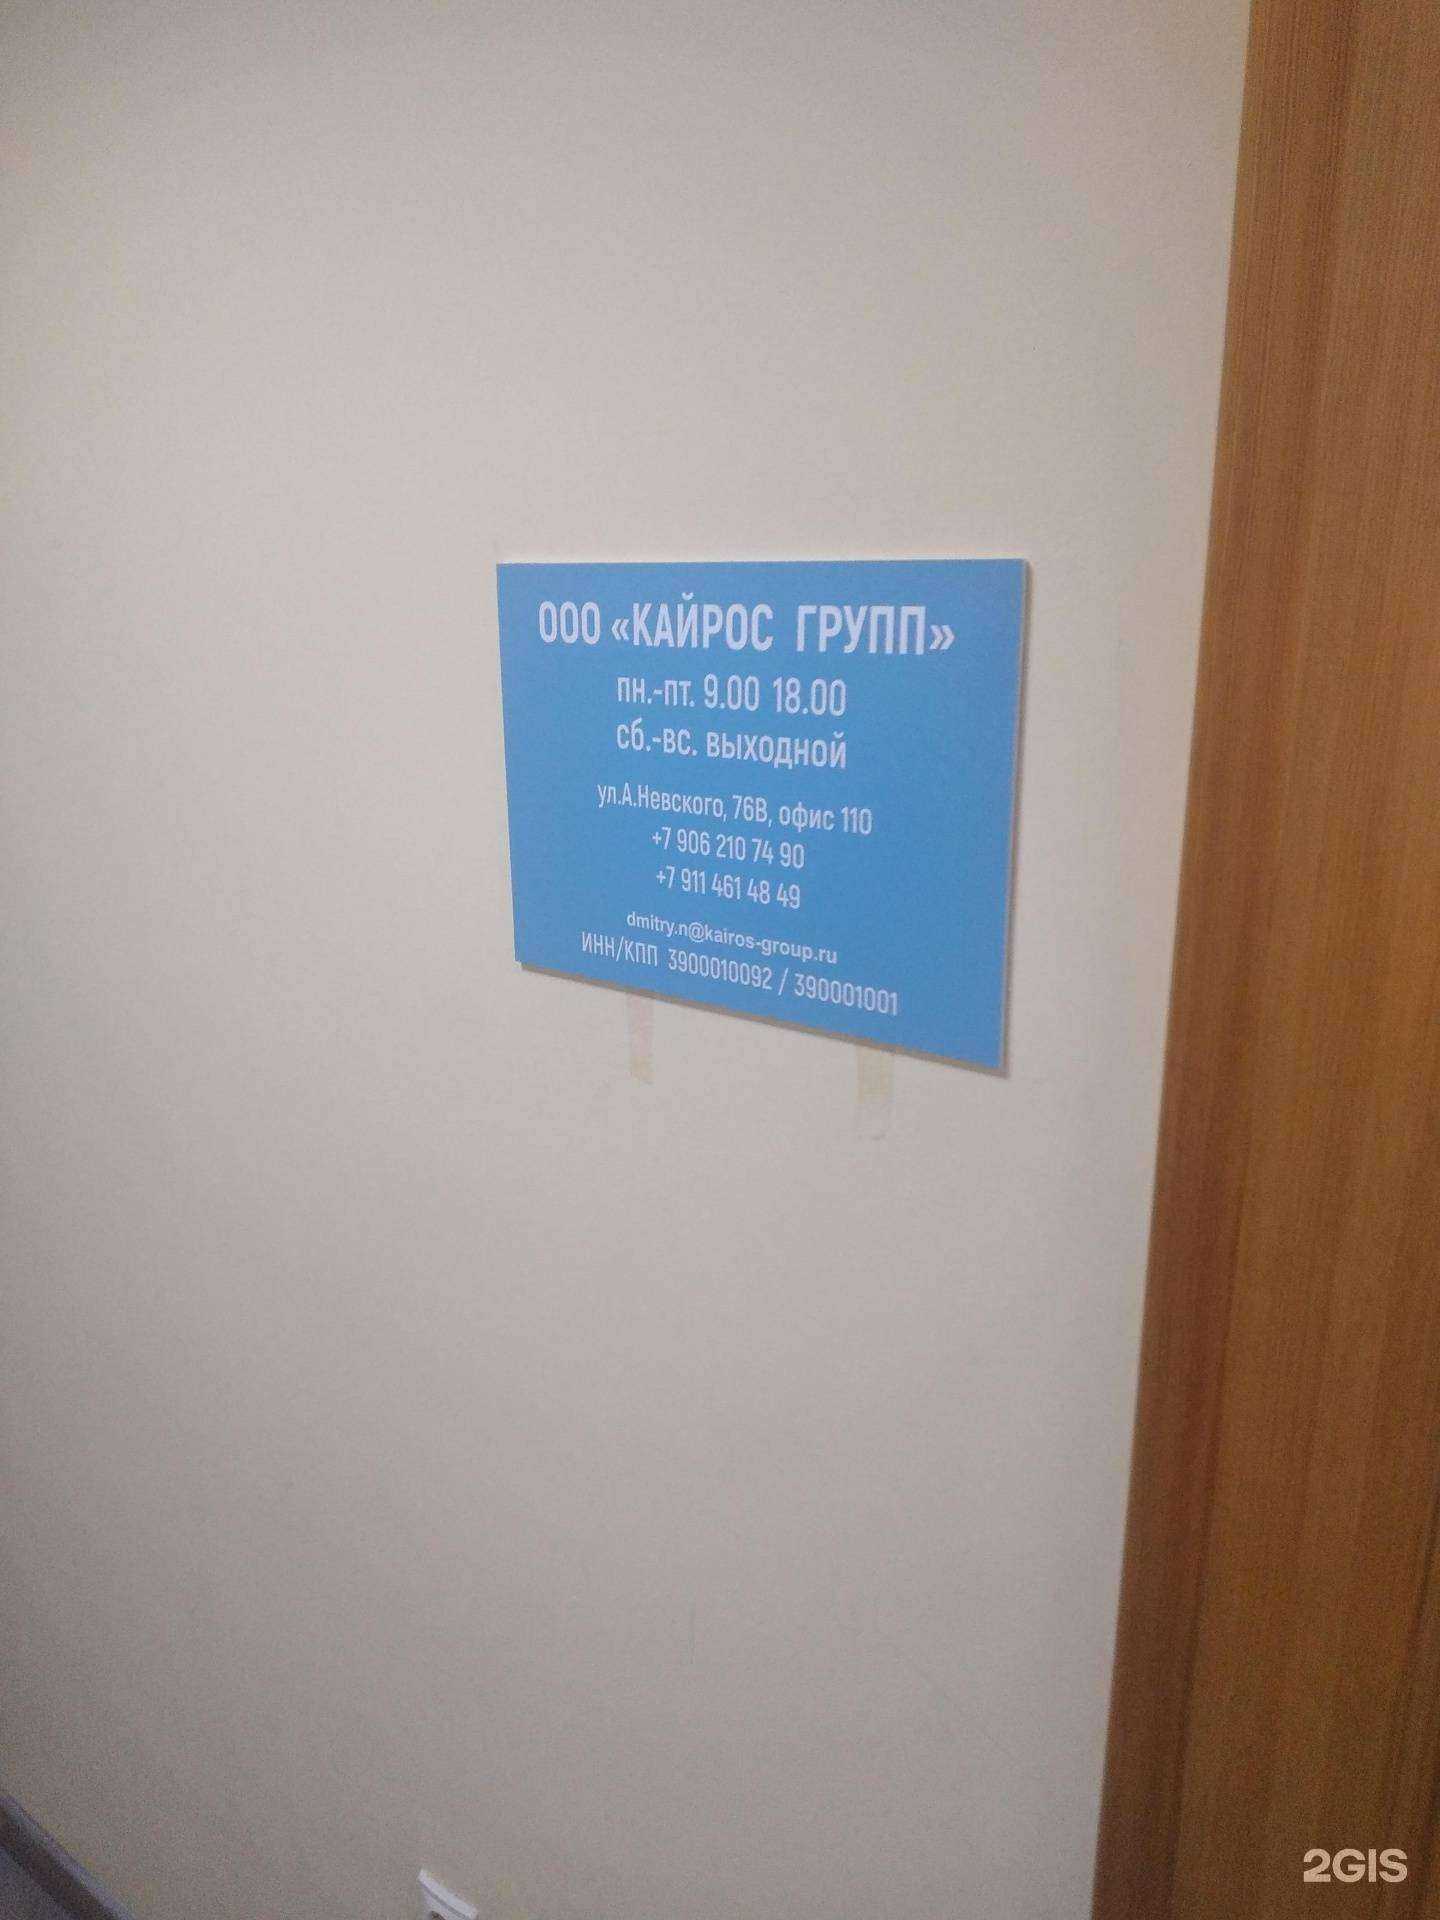 ООО «КАЙРОС ГРУПП»
пн.-пт. 9.00 18.00
сб.-вс. выходной
ул.А.Невского, 76В, офис 110
+7 906 210 74 90
+7 911 461 48 49
dmitry.n@kairos-group.ru
ИНН/КПП 3900010092 / 390001001
2GIS